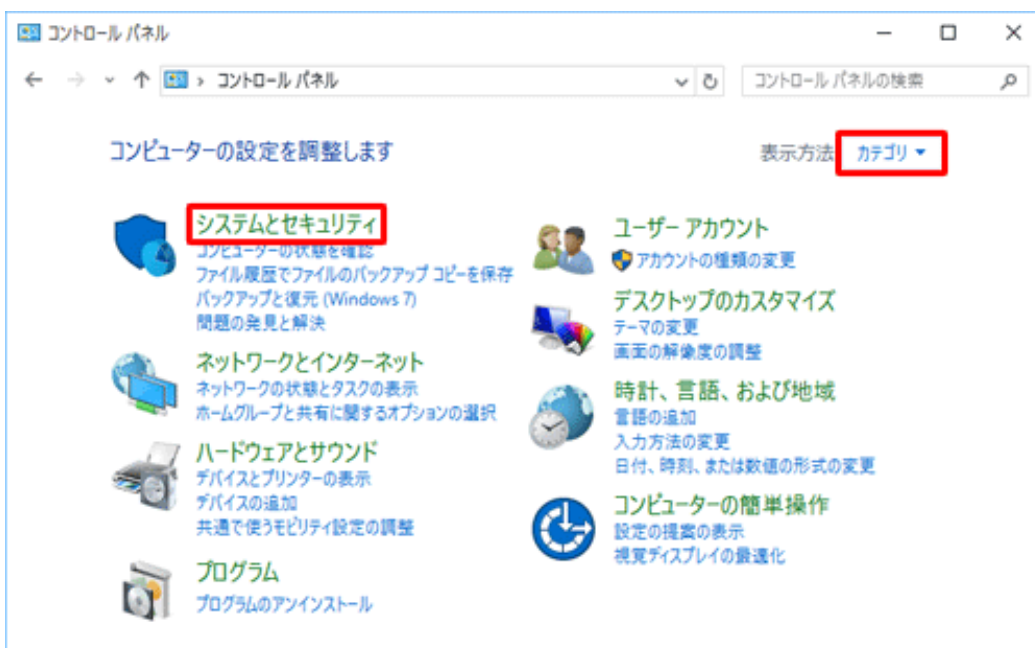 コントロール パネル
コントロール パネル
コントロール パネルの検索
コンピューターの設定を調整します
表示方法: カテゴリ
システムとセキュリティ
コンピューターの状態を確認
ファイル履歴でファイルのバックアップ コピーを保存
バックアップと復元 (Windows 7)
問題の発見と解決
ネットワークとインターネット
ネットワークの状態とタスクの表示
ホームグループと共有に関するオプションの選択
ハードウェアとサウンド
デバイスとプリンターの表示
デバイスの追加
共通で使うモビリティ設定の調整
プログラム
プログラムのアンインストール
ユーザー アカウント
アカウントの種類の変更
デスクトップのカスタマイズ
テーマの変更
画面の解像度の調整
時計、言語、および地域
言語の追加
入力方法の変更
日付、時刻、または数値の形式の変更
コンピューターの簡単操作
設定の提案の表示
視覚ディスプレイの最適化